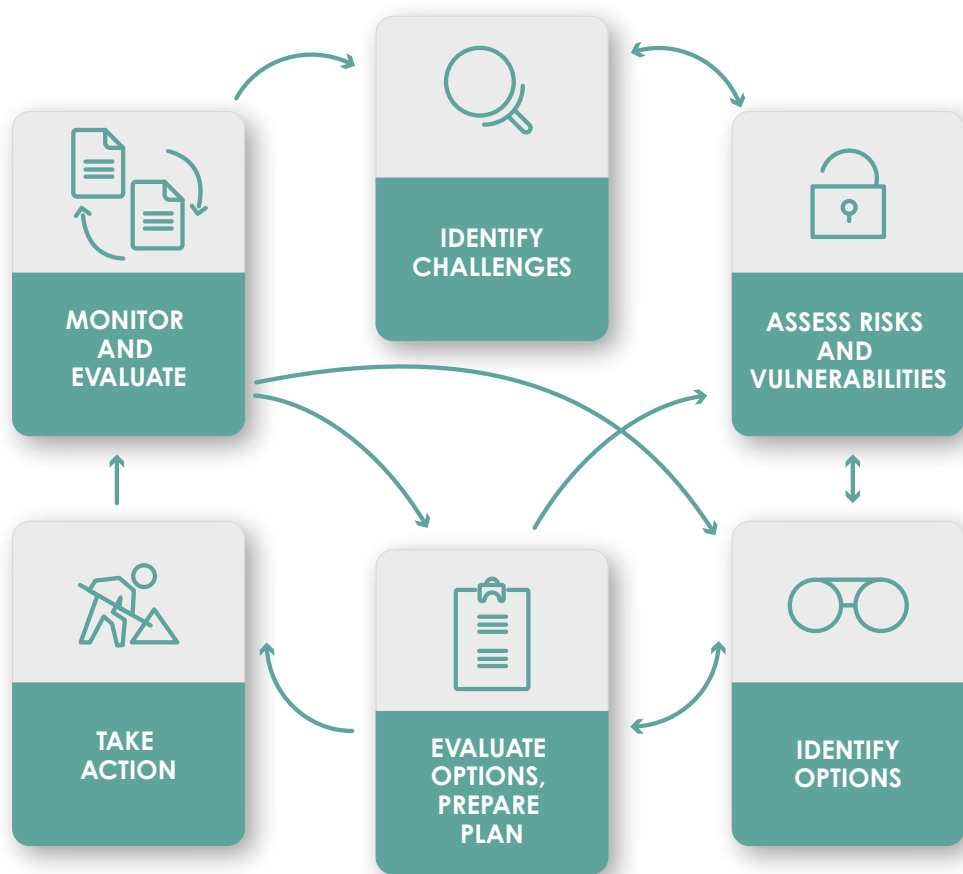 IDENTIFY
CHALLENGES
ASSESS RISKS
AND
VULNERABILITIES
IDENTIFY
OPTIONS
EVALUATE
OPTIONS,
PREPARE
PLAN
TAKE
ACTION
MONITOR
AND
EVALUATE